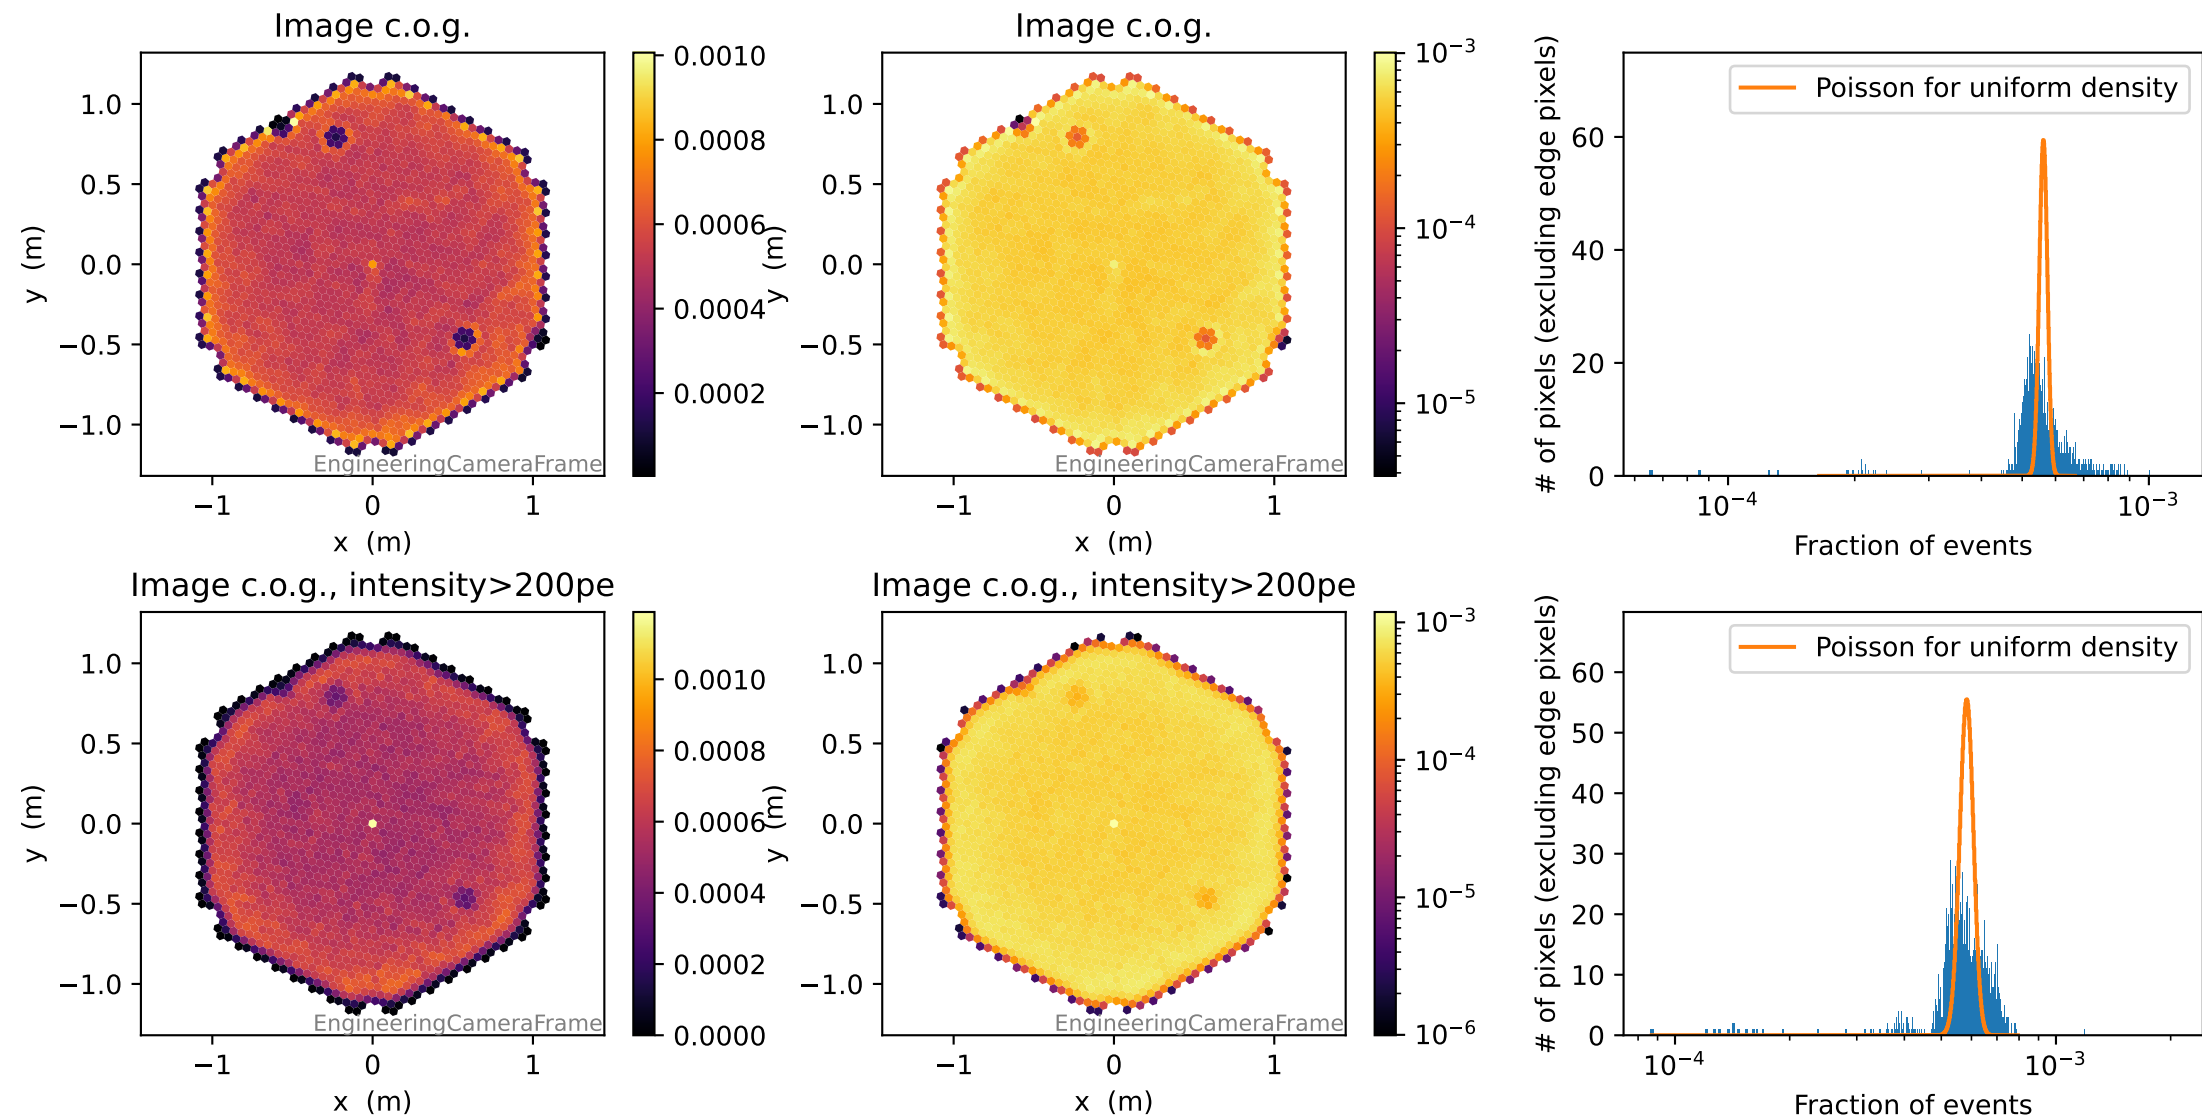 Image c.o.g.
y (m)
1.0
0.5
0.0
−0.5
−1.0
−1
0
1
x (m)
EngineeringCameraFrame
0.0010
0.0008
0.0006
0.0004
0.0002
Image c.o.g.
y (m)
1.0
0.5
0.0
−0.5
−1.0
−1
0
1
x (m)
EngineeringCameraFrame
10⁻³
10⁻⁴
10⁻⁵
# of pixels (excluding edge pixels)
Poisson for uniform density
60
40
20
0
10⁻⁴
10⁻³
Fraction of events
Image c.o.g., intensity>200pe
y (m)
1.0
0.5
0.0
−0.5
−1.0
−1
0
1
x (m)
EngineeringCameraFrame
0.0010
0.0008
0.0006
0.0004
0.0002
0.0000
Image c.o.g., intensity>200pe
y (m)
1.0
0.5
0.0
−0.5
−1.0
−1
0
1
x (m)
EngineeringCameraFrame
10⁻³
10⁻⁴
10⁻⁵
10⁻⁶
# of pixels (excluding edge pixels)
Poisson for uniform density
60
50
40
30
20
10
0
10⁻⁴
10⁻³
Fraction of events